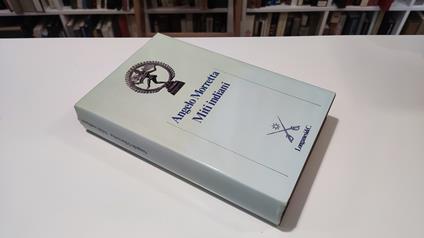 Angelo Morretta
Miti indiani
Longanesi&C.